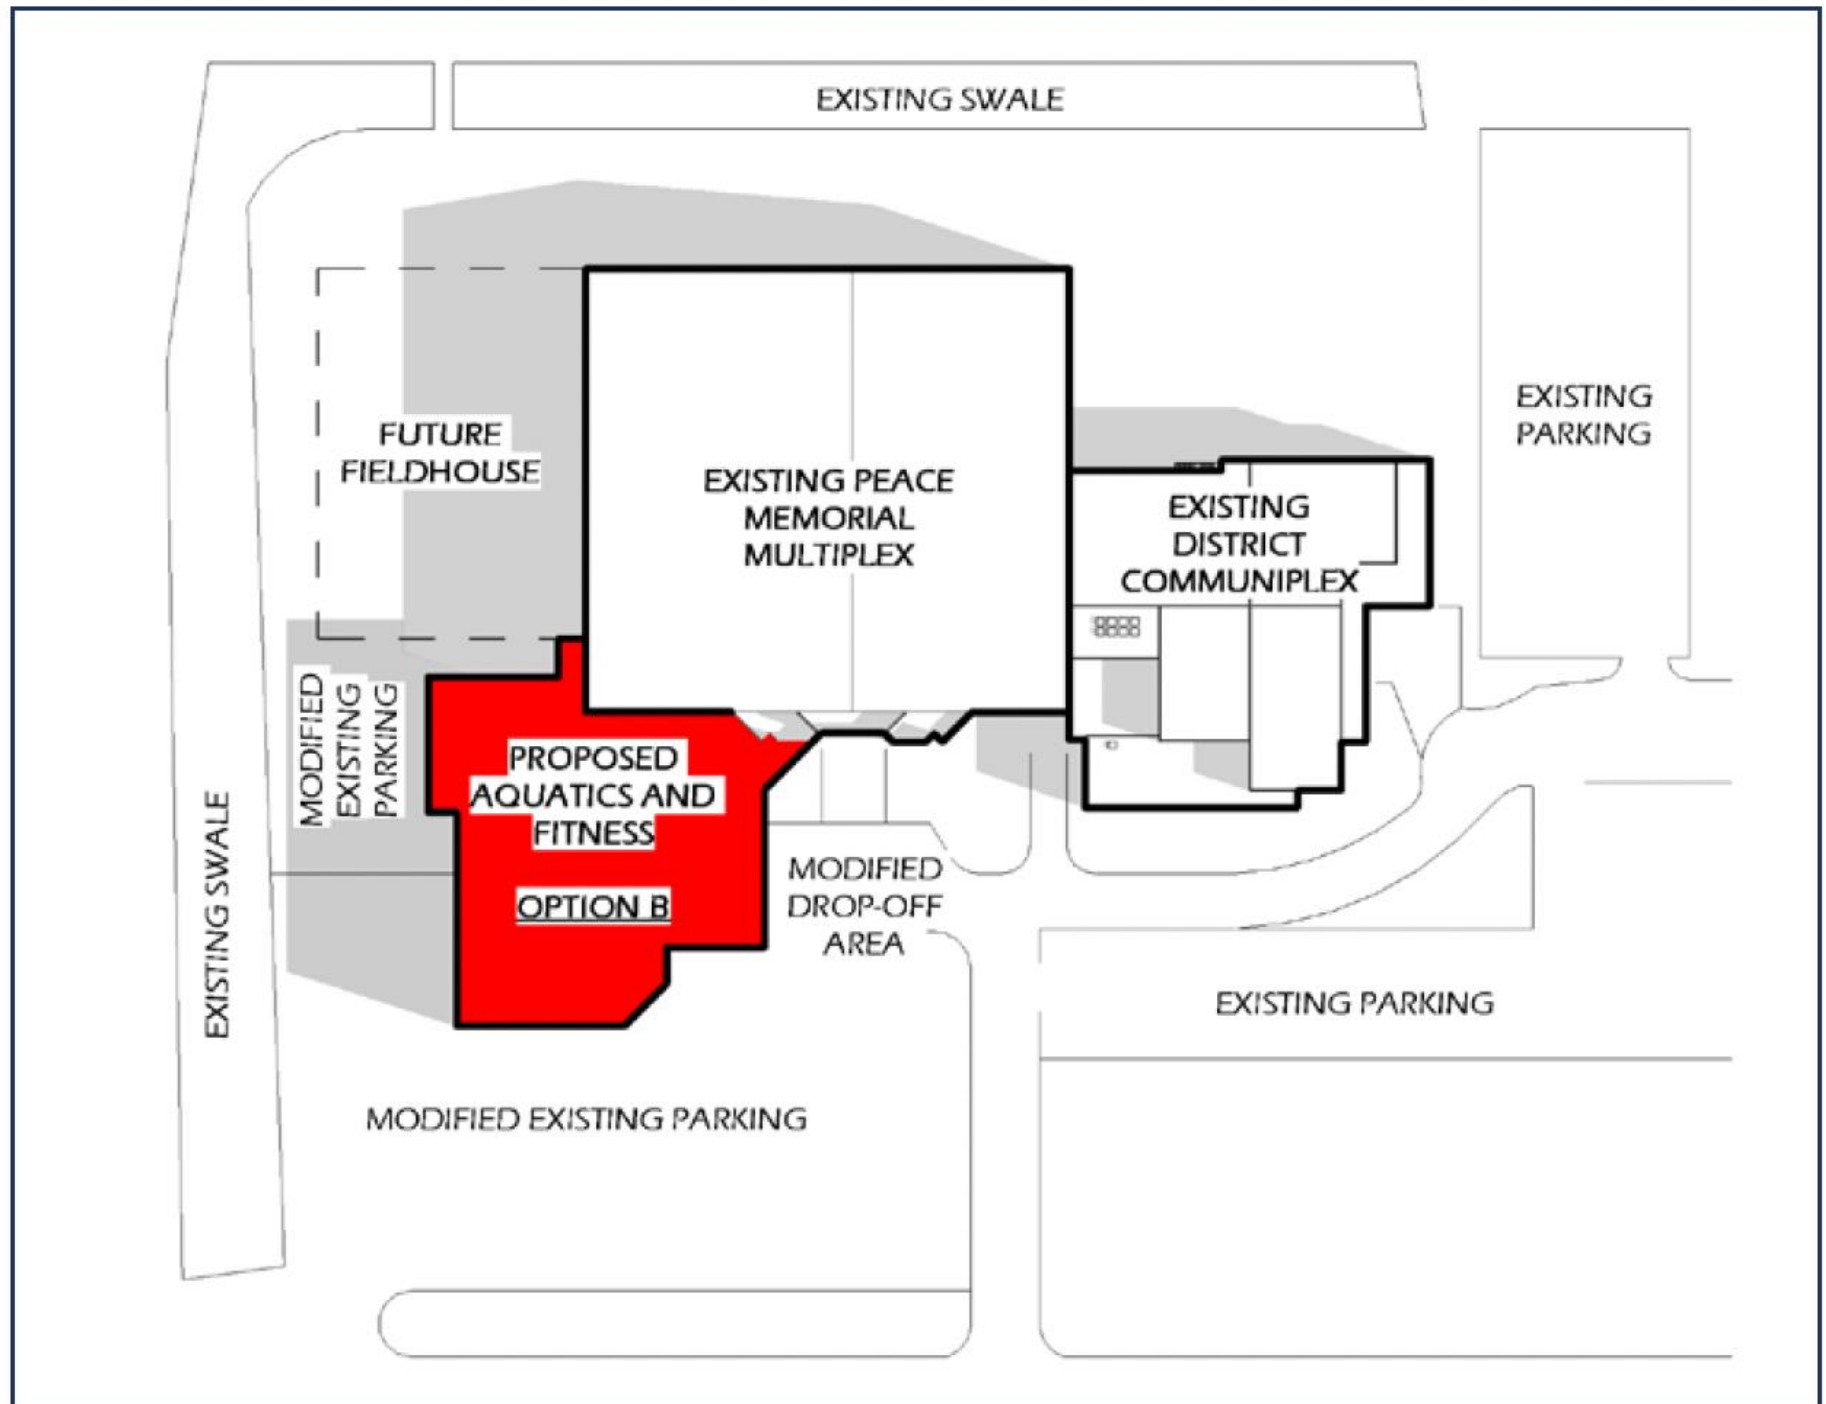 EXISTING SWALE
EXISTING
PARKING
FUTURE
FIELDHOUSE
EXISTING PEACE
MEMORIAL
MULTIPLEX
EXISTING
DISTRICT
COMMUNIPLEX
MODIFIED
EXISTING
PARKING
PROPOSED
AQUATICS AND
FITNESS
OPTION B
EXISTING SWALE
MODIFIED
DROP-OFF
AREA
EXISTING PARKING
MODIFIED EXISTING PARKING